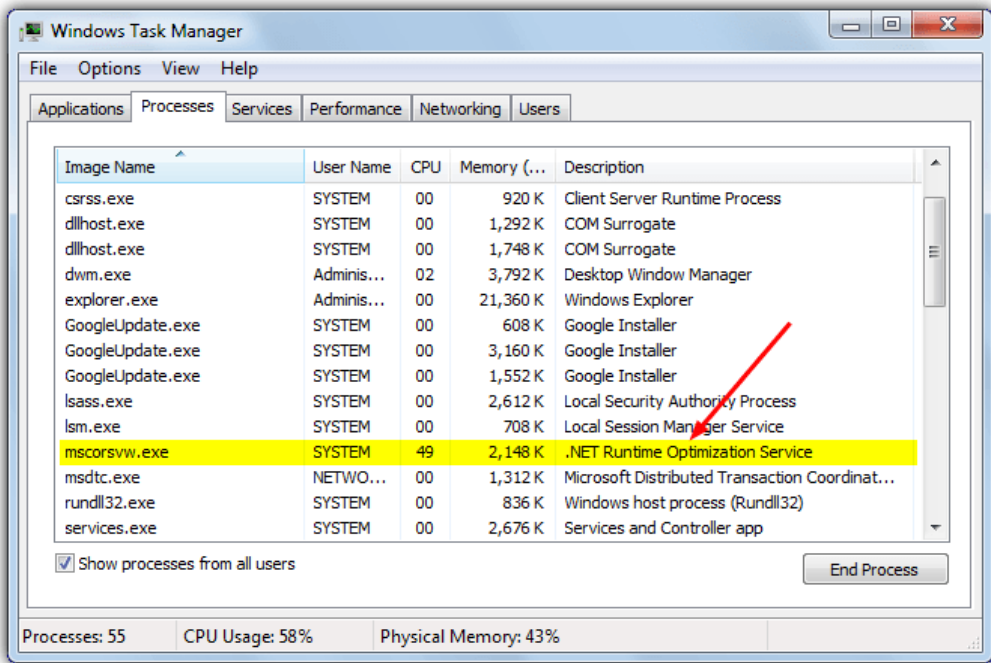 Windows Task Manager
File Options View Help
Applications Processes Services Performance Networking Users
Image Name User Name CPU Memory (... Description
csrss.exe SYSTEM 00 920 K Client Server Runtime Process
dllhost.exe SYSTEM 00 1,292 K COM Surrogate
dllhost.exe SYSTEM 00 1,748 K COM Surrogate
dwm.exe Adminis... 02 3,792 K Desktop Window Manager
explorer.exe Adminis... 00 21,360 K Windows Explorer
GoogleUpdate.exe SYSTEM 00 608 K Google Installer
GoogleUpdate.exe SYSTEM 00 3,160 K Google Installer
GoogleUpdate.exe SYSTEM 00 1,552 K Google Installer
lsass.exe SYSTEM 00 2,612 K Local Security Authority Process
lsm.exe SYSTEM 00 708 K Local Session Manager Service
mscorsvw.exe SYSTEM 49 2,148 K .NET Runtime Optimization Service
msdtc.exe NETWO... 00 1,312 K Microsoft Distributed Transaction Coordinat...
rundll32.exe SYSTEM 00 836 K Windows host process (Rundll32)
services.exe SYSTEM 00 2,676 K Services and Controller app
Show processes from all users
End Process
Processes: 55 CPU Usage: 58% Physical Memory: 43%